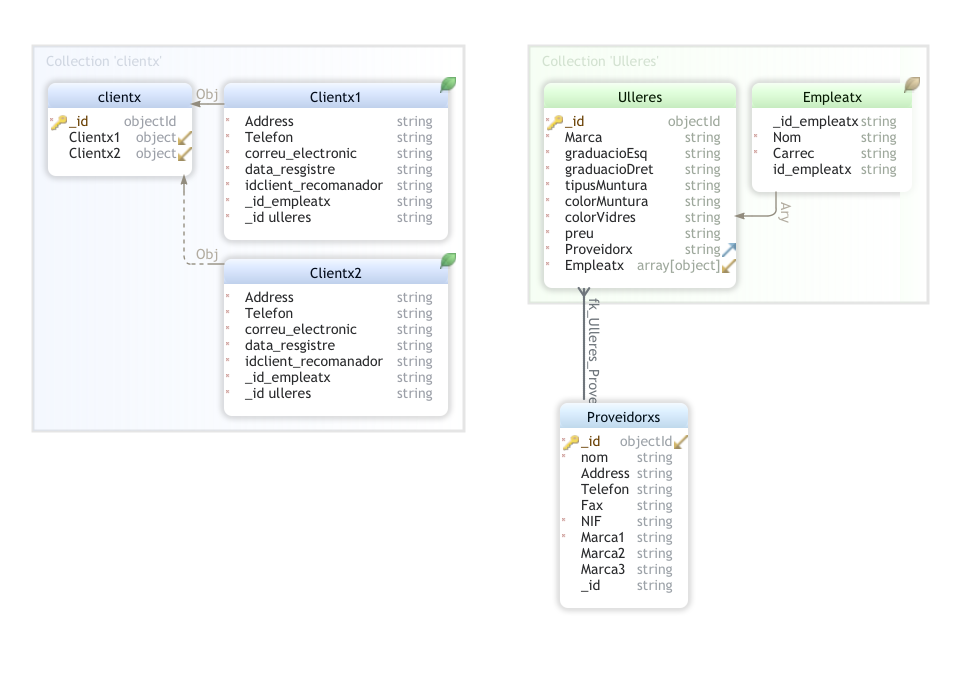 Collection 'clientx'
clientx
_id objectId
Clientx1 object
Clientx2 object
Obj
Clientx1
Address string
Telefon string
correu_electronic string
data_resgistre string
idclient_recomanador string
_id_empleatx string
_id ulleres string
Obj
Clientx2
Address string
Telefon string
correu_electronic string
data_resgistre string
idclient_recomanador string
_id_empleatx string
_id ulleres string
Collection 'Ulleres'
Ulleres
_id objectId
Marca string
graduacioEsq string
graduacioDret string
tipusMuntura string
colorMuntura string
colorVidres string
preu string
Proveidorx string
Empleatx array[object]
Empleatx
_id_empleatx string
Nom string
Carrec string
id_empleatx string
Ary
fk_Ulleres_Prove
Proveidorxs
_id objectId
nom string
Address string
Telefon string
Fax string
NIF string
Marca1 string
Marca2 string
Marca3 string
_id string